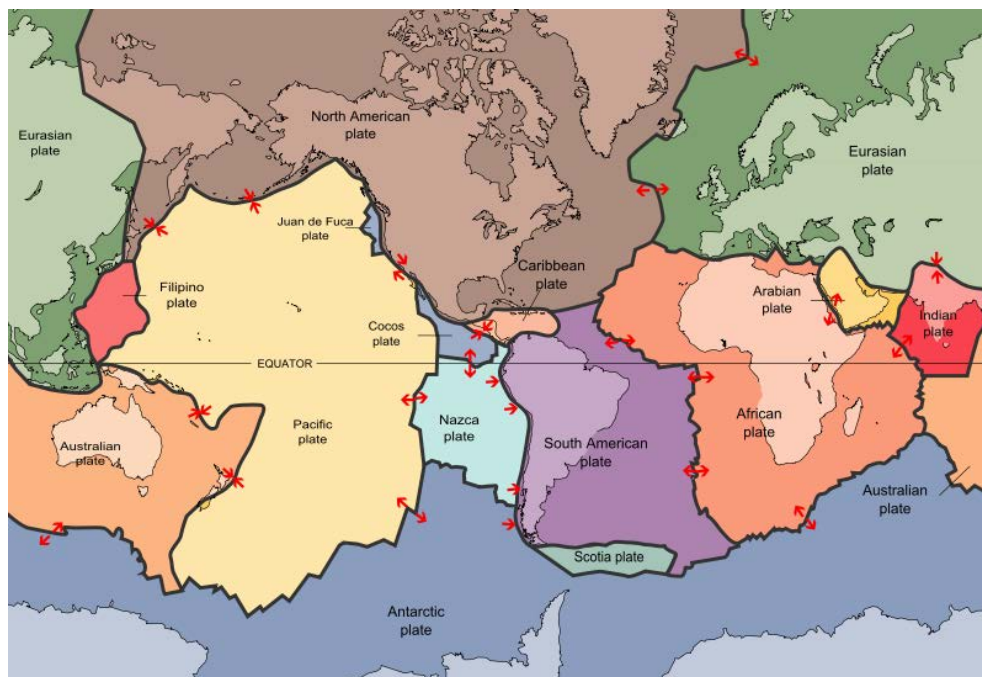 North American
plate
Eurasian
plate
Eurasian
plate
Juan de Fuca
plate
Caribbean
plate
Filipino
plate
Arabian
plate
Indian
plate
Cocos
plate
EQUATOR
Nazca
plate
African
plate
Pacific
plate
Australian
plate
South American
plate
Australian
plate
Scotia plate
Antarctic
plate